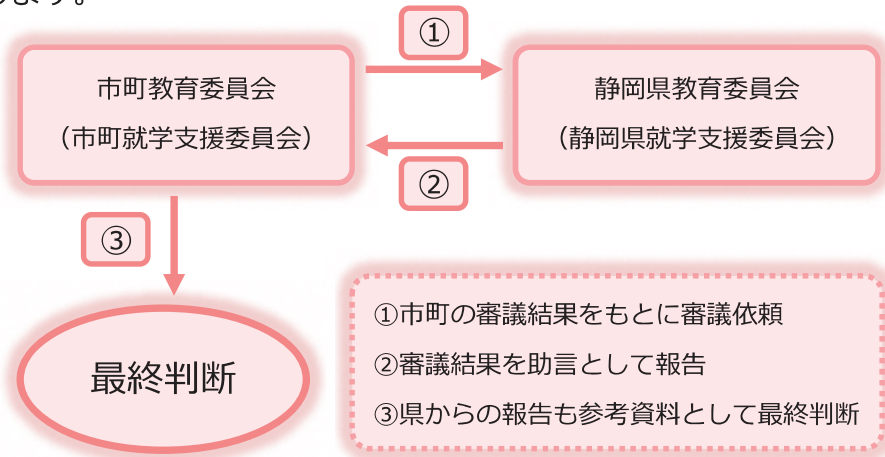 します。
①
市町教育委員会
（市町就学支援委員会）
静岡県教育委員会
（静岡県就学支援委員会）
②
③
最終判断
①市町の審議結果をもとに審議依頼
②審議結果を助言として報告
③県からの報告も参考資料として最終判断